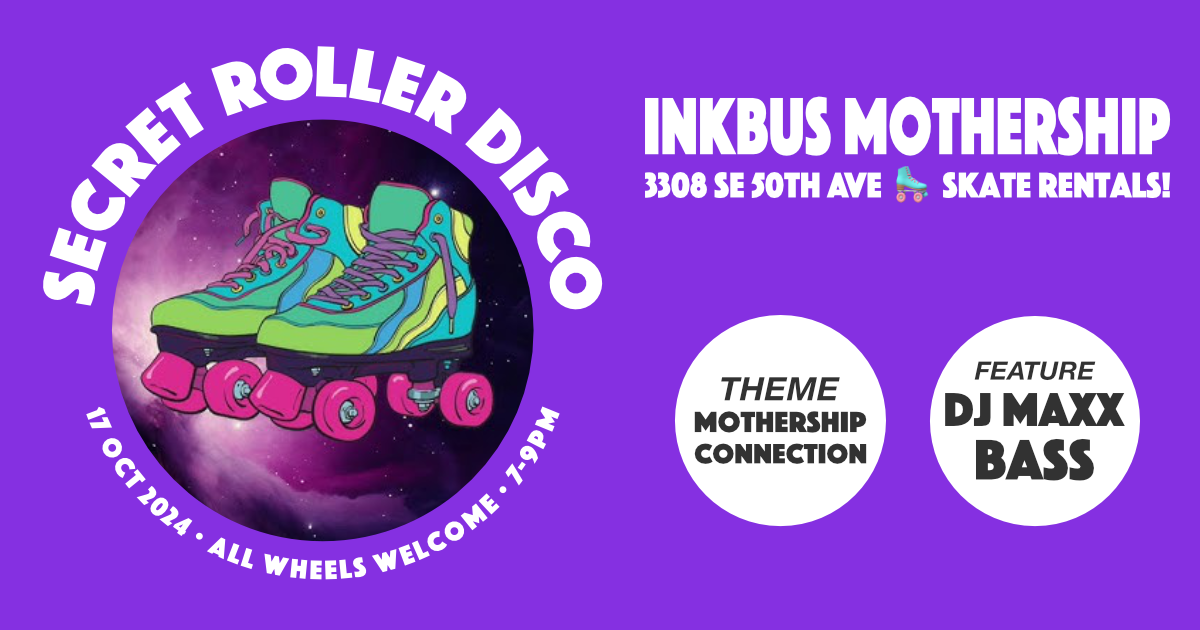 SECRET ROLLER DISCO
17 OCT 2024 • ALL WHEELS WELCOME • 7-9PM
INKBUS MOTHERSHIP
3308 SE 50TH AVE 🛼 SKATE RENTALS!
THEME
MOTHERSHIP
CONNECTION
FEATURE
DJ MAXX
BASS